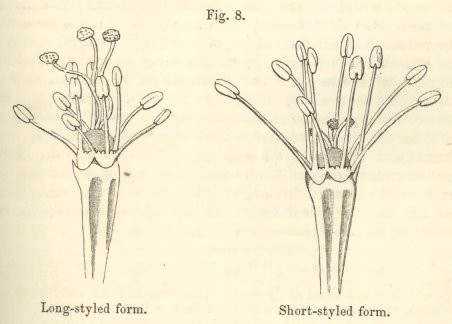 Fig. 8.
Long-styled form.
Short-styled form.